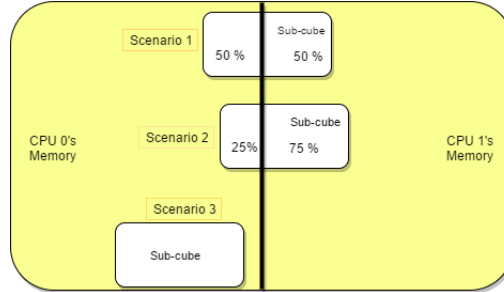 Scenario 1
Sub-cube
50 %
50 %
Scenario 2
Sub-cube
25%
75 %
CPU 0's
Memory
CPU 1's
Memory
Scenario 3
Sub-cube